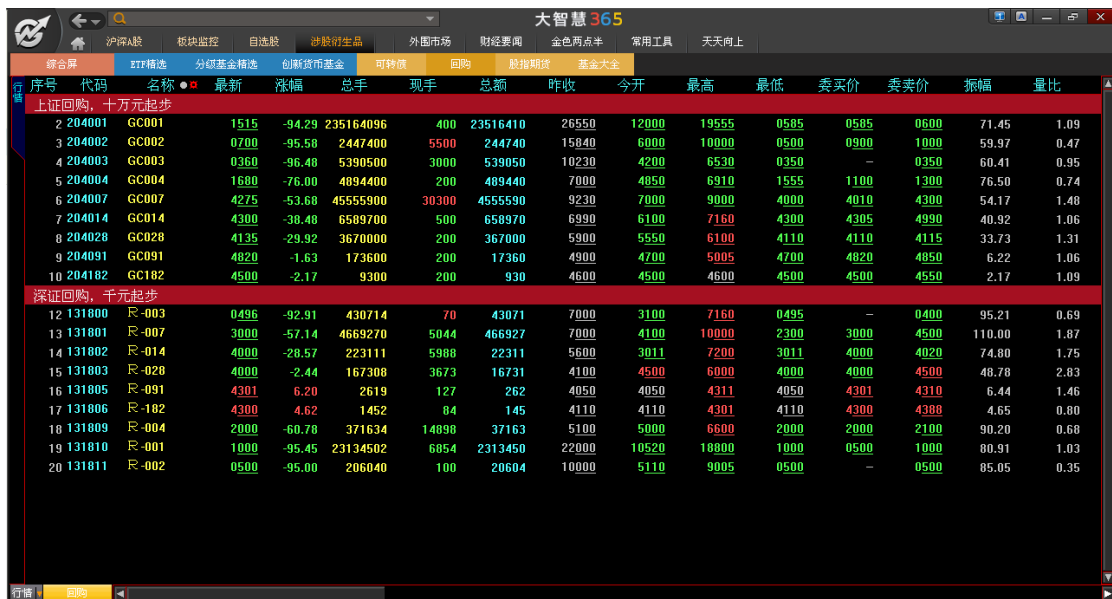 大智慧365
沪深A股 板块监控 自选股 涉股衍生品 外围市场 财经要闻 金色两点半 常用工具 天天向上
综合屏 ETF精选 分级基金精选 创新货币基金 可转债 回购 股指期货 基金大全
行情 序号 代码 名称 最新 涨幅 总手 现手 总额 昨收 今开 最高 最低 委买价 委卖价 振幅 量比
上证回购，十万元起步
2 204001 GC001 1515 -94.29 235164096 400 23516410 26550 12000 19555 0585 0585 0600 71.45 1.09
3 204002 GC002 0700 -95.58 2447400 5500 244740 15840 6000 10000 0500 0900 1000 59.97 0.47
4 204003 GC003 0360 -96.48 5390500 3000 539050 10230 4200 6530 0350 — 0350 60.41 0.95
5 204004 GC004 1680 -76.00 4894400 200 489440 7000 4850 6910 1555 1100 1300 76.50 0.74
6 204007 GC007 4275 -53.68 45555900 30300 4555590 9230 7000 9000 4000 4010 4300 54.17 1.48
7 204014 GC014 4300 -38.48 6589700 500 658970 6990 6100 7160 4300 4305 4990 40.92 1.06
8 204028 GC028 4135 -29.92 3670000 200 367000 5900 5550 6100 4110 4110 4115 33.73 1.31
9 204091 GC091 4820 -1.63 173600 200 17360 4900 4700 5005 4700 4820 4850 6.22 1.06
10 204182 GC182 4500 -2.17 9300 200 930 4600 4500 4600 4500 4500 4550 2.17 1.09
深证回购，千元起步
12 131800 R-003 0496 -92.91 430714 70 43071 7000 3100 7160 0495 — 0400 95.21 0.69
13 131801 R-007 3000 -57.14 4669270 5044 466927 7000 4100 10000 2300 3000 4500 110.00 1.87
14 131802 R-014 4000 -28.57 223111 5988 22311 5600 3011 7200 3011 4000 4020 74.80 1.75
15 131803 R-028 4000 -2.44 167308 3673 16731 4100 4500 6000 4000 4000 4500 48.78 2.83
16 131805 R-091 4301 6.20 2619 127 262 4050 4050 4311 4050 4301 4310 6.44 1.46
17 131806 R-182 4300 4.62 1452 84 145 4110 4110 4301 4110 4300 4388 4.65 0.80
18 131809 R-004 2000 -60.78 371634 14898 37163 5100 5000 6600 2000 2000 2100 90.20 0.68
19 131810 R-001 1000 -95.45 23134502 6854 2313450 22000 10520 18800 1000 0500 1000 80.91 1.03
20 131811 R-002 0500 -95.00 206040 100 20604 10000 5110 9005 0500 — 0500 85.05 0.35
行情 回购